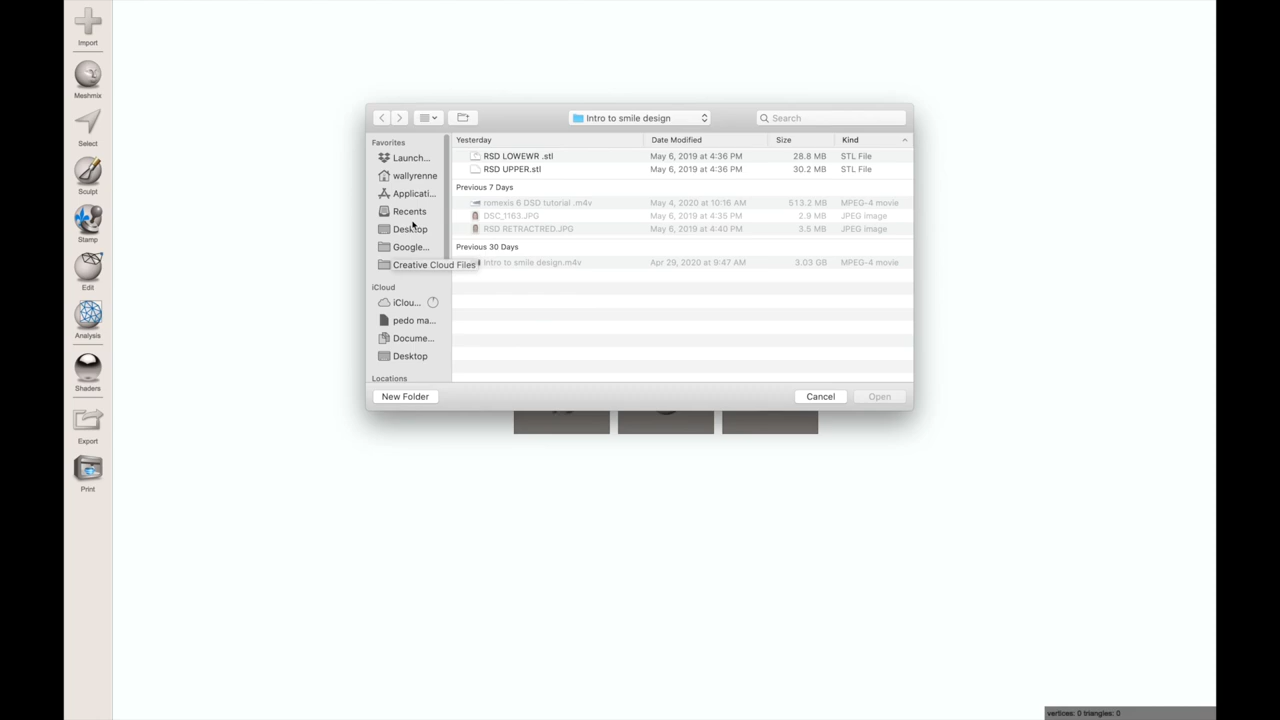 Import
Meshmix
Select
Sculpt
Stamp
Edit
Analysis
Shaders
Export
Print
Intro to smile design
Search
Favorites
Launch...
wallyrenne
Applicati...
Recents
Desktop
Google...
Creative Cloud Files
iCloud
iClou...
pedo ma...
Docume...
Desktop
Locations
Yesterday Date Modified Size Kind
RSD LOWEWR .stl May 6, 2019 at 4:36 PM 28.8 MB STL File
RSD UPPER.stl May 6, 2019 at 4:36 PM 30.2 MB STL File
Previous 7 Days
romexis 6 DSD tutorial .m4v May 4, 2020 at 10:16 AM 513.2 MB MPEG-4 movie
DSC_1163.JPG May 6, 2019 at 4:35 PM 2.9 MB JPEG image
RSD RETRACTRED.JPG May 6, 2019 at 4:40 PM 3.5 MB JPEG image
Previous 30 Days
Intro to smile design.m4v Apr 29, 2020 at 9:47 AM 3.03 GB MPEG-4 movie
New Folder Cancel Open
vertices: 0 triangles: 0